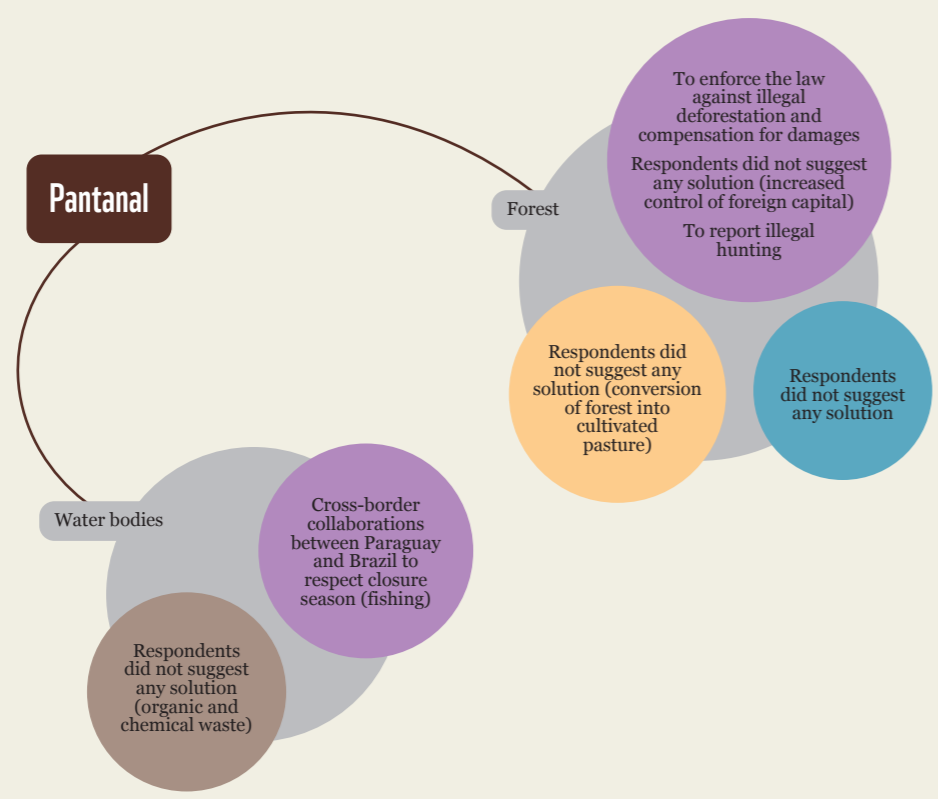 Pantanal
Forest
To enforce the law
against illegal
deforestation and
compensation for damages
Respondents did not suggest
any solution (increased
control of foreign capital)
To report illegal
hunting
Respondents did
not suggest any
solution (conversion
of forest into
cultivated
pasture)
Respondents
did not suggest
any solution
Water bodies
Cross-border
collaborations
between Paraguay
and Brazil to
respect closure
season (fishing)
Respondents
did not suggest
any solution
(organic and
chemical waste)